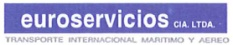 euroservicios CIA. LTDA.
TRANSPORTE INTERNACIONAL MARITIMO Y AEREO